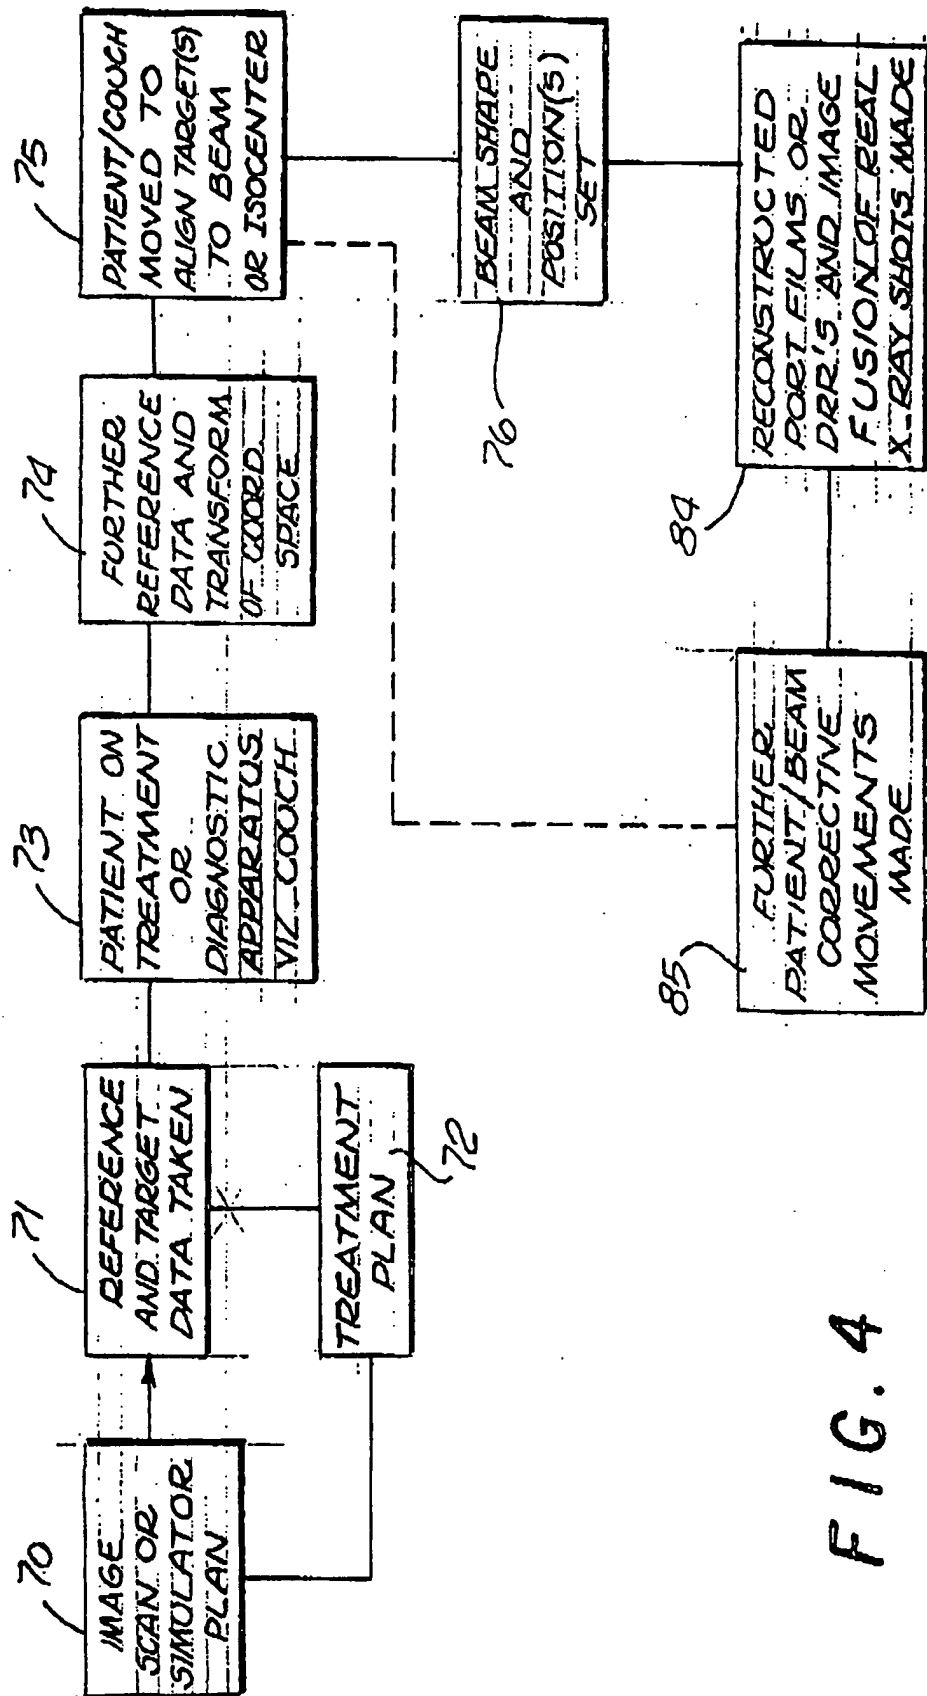 70
IMAGE
SCAN OR
SIMULATOR
PLAN
71
REFERENCE
AND TARGET
DATA TAKEN
TREATMENT
PLAN
72
73
PATIENT ON
TREATMENT
OR
DIAGNOSTIC
APPARATUS
VIZ COUCH
74
FURTHER
REFERENCE
DATA AND
TRANSFORM
OF COORD
SPACE
75
PATIENT/COUCH
MOVED TO
ALIGN TARGET(S)
TO BEAM
OR ISOCENTER
76
BEAM SHAPE
AND
POSITION(S)
SET
84
RECONSTRUCTED
PORT FILMS OR
DRR'S AND IMAGE
FUSION OF REAL
X-RAY SHOTS MADE
85
FURTHER
PATIENT/BEAM
CORRECTIVE
MOVEMENTS
MADE
FIG. 4